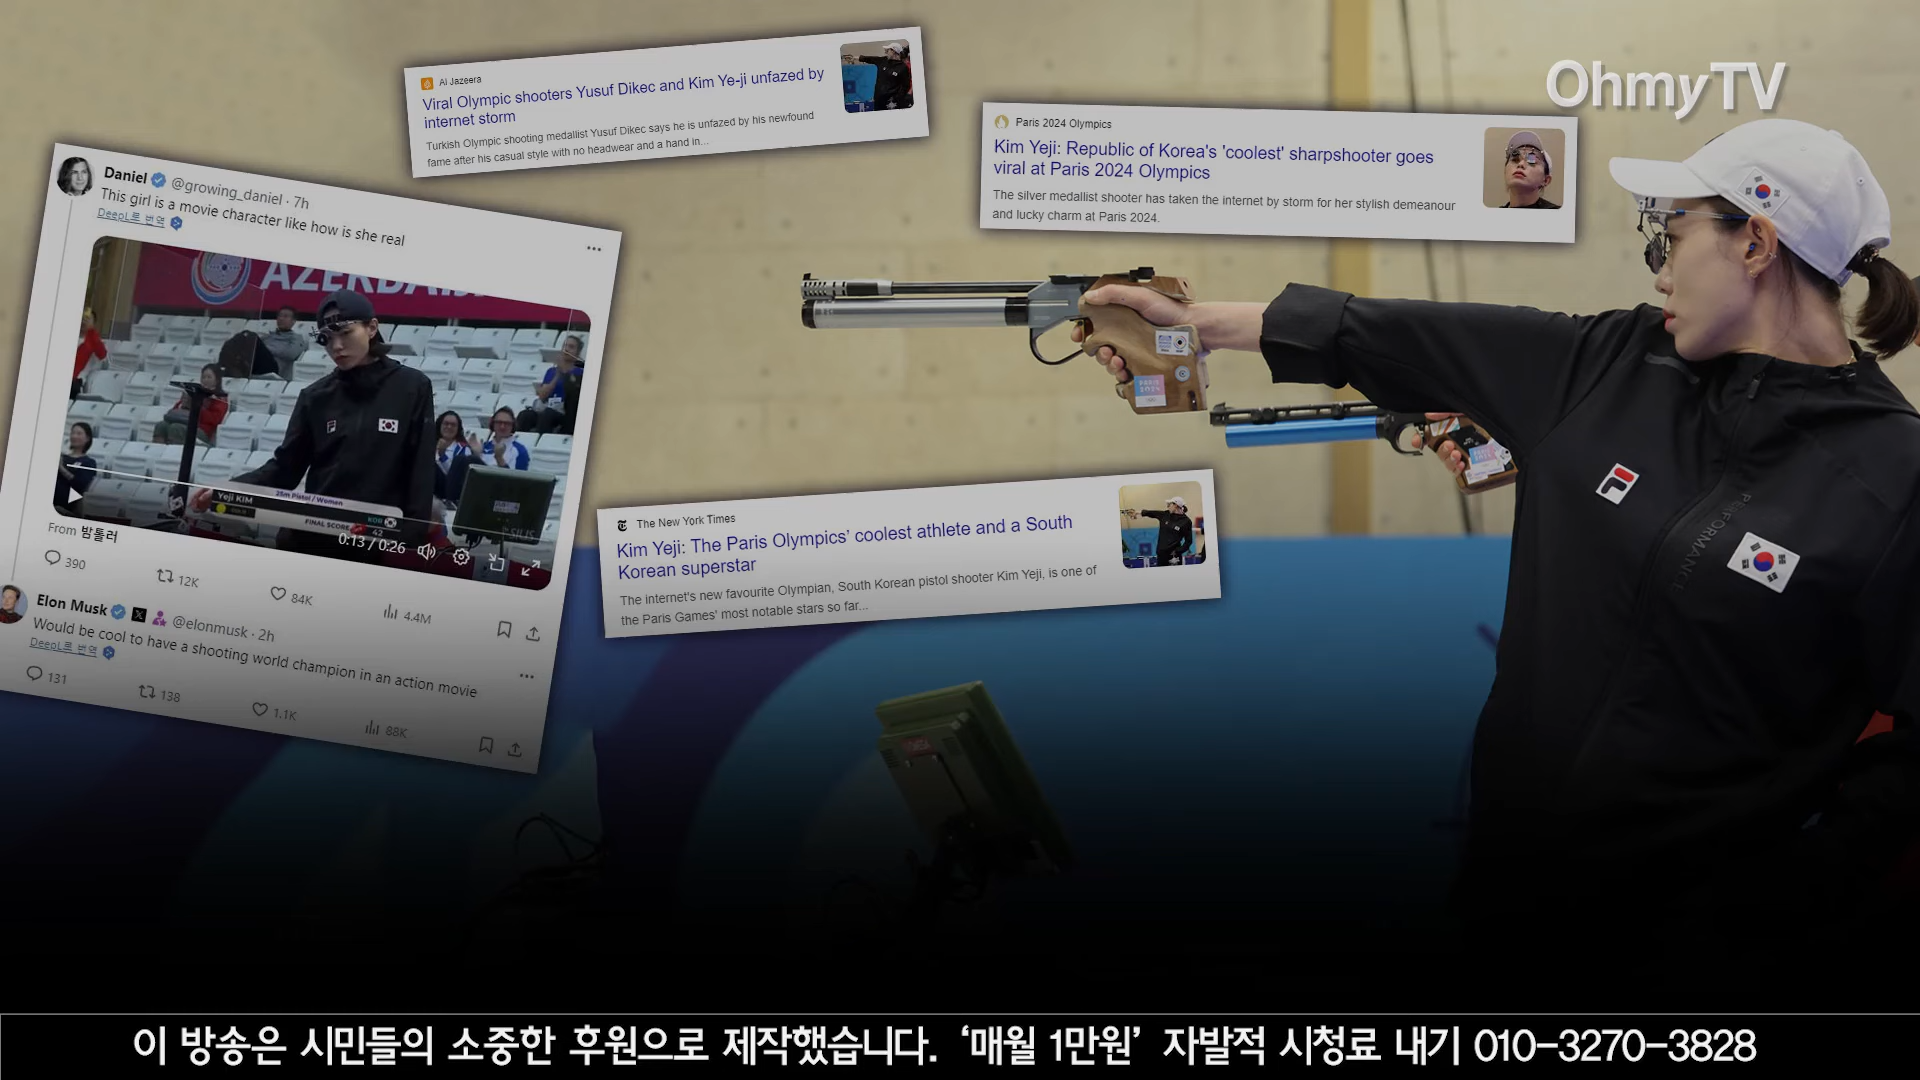 Al Jazeera
Viral Olympic shooters Yusuf Dikec and Kim Ye-ji unfazed by
internet storm
Turkish Olympic shooting medallist Yusuf Dikec says he is unfazed by his newfound
fame after his casual style with no headwear and a hand in...
OhmyTV
Paris 2024 Olympics
Kim Yeji: Republic of Korea's 'coolest' sharpshooter goes
viral at Paris 2024 Olympics
The silver medallist shooter has taken the internet by storm for her stylish demeanour
and lucky charm at Paris 2024.
Daniel @growing_daniel · 7h
This girl is a movie character like how is she real
DeepL로 번역
AZERBAIJ
Yeji KIM
25m Pistol / Women
KOR
FINAL SCORE
42
0:13 / 0:26
From 밤톨러
390
12K
84K
4.4M
Elon Musk @elonmusk · 2h
Would be cool to have a shooting world champion in an action movie
DeepL로 번역
131
138
1.1K
88K
The New York Times
Kim Yeji: The Paris Olympics' coolest athlete and a South
Korean superstar
The internet's new favourite Olympian, South Korean pistol shooter Kim Yeji, is one of
the Paris Games' most notable stars so far...
PARIS
2024
PERFORMANCE
이 방송은 시민들의 소중한 후원으로 제작했습니다. ‘매월 1만원’ 자발적 시청료 내기 010-3270-3828